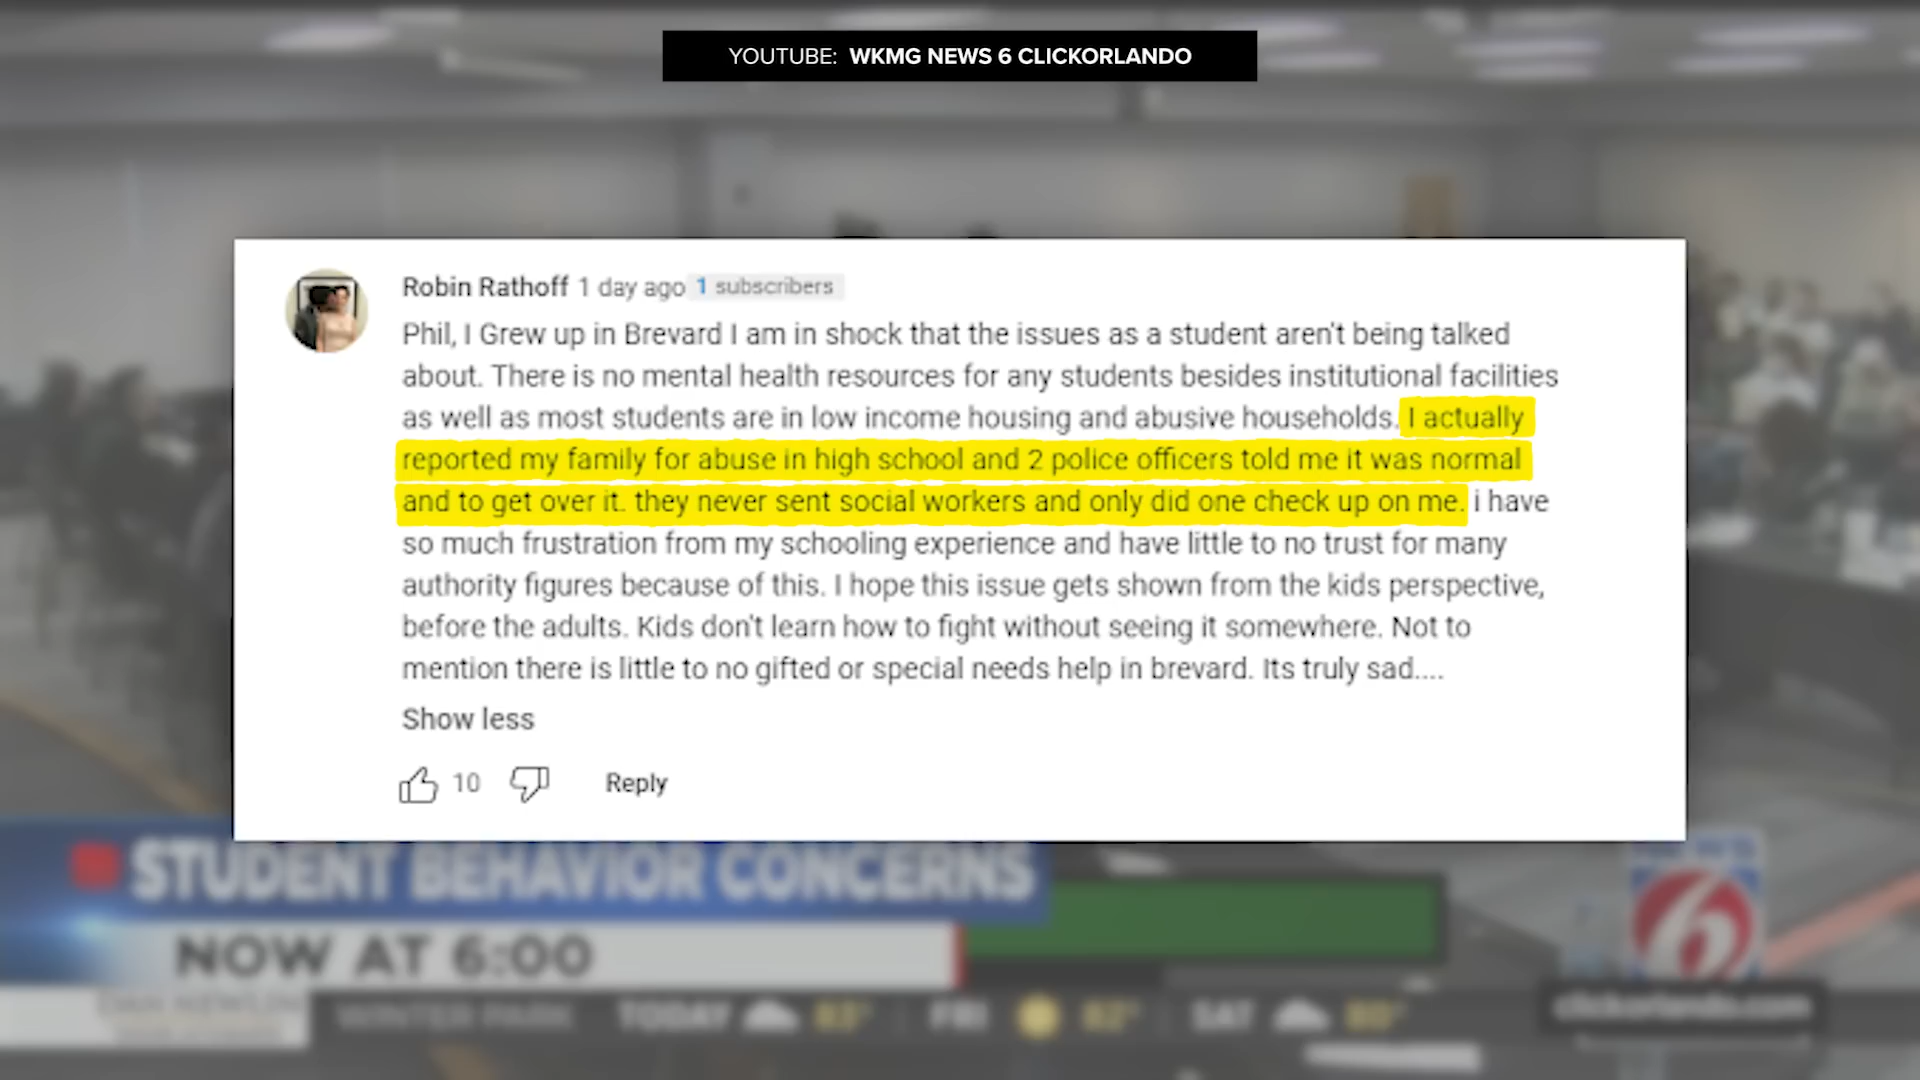 YOUTUBE: WKMG NEWS 6 CLICKORLANDO
Robin Rathoff 1 day ago 1 subscribers
Phil, I Grew up in Brevard I am in shock that the issues as a student aren't being talked
about. There is no mental health resources for any students besides institutional facilities
as well as most students are in low income housing and abusive households. I actually
reported my family for abuse in high school and 2 police officers told me it was normal
and to get over it. they never sent social workers and only did one check up on me. i have
so much frustration from my schooling experience and have little to no trust for many
authority figures because of this. I hope this issue gets shown from the kids perspective,
before the adults. Kids don't learn how to fight without seeing it somewhere. Not to
mention there is little to no gifted or special needs help in brevard. Its truly sad....
Show less
10 Reply
STUDENT BEHAVIOR CONCERNS
NOW AT 6:00
6
WINTER PARK TODAY 83° FRI 82° SAT 80°
clickorlando.com